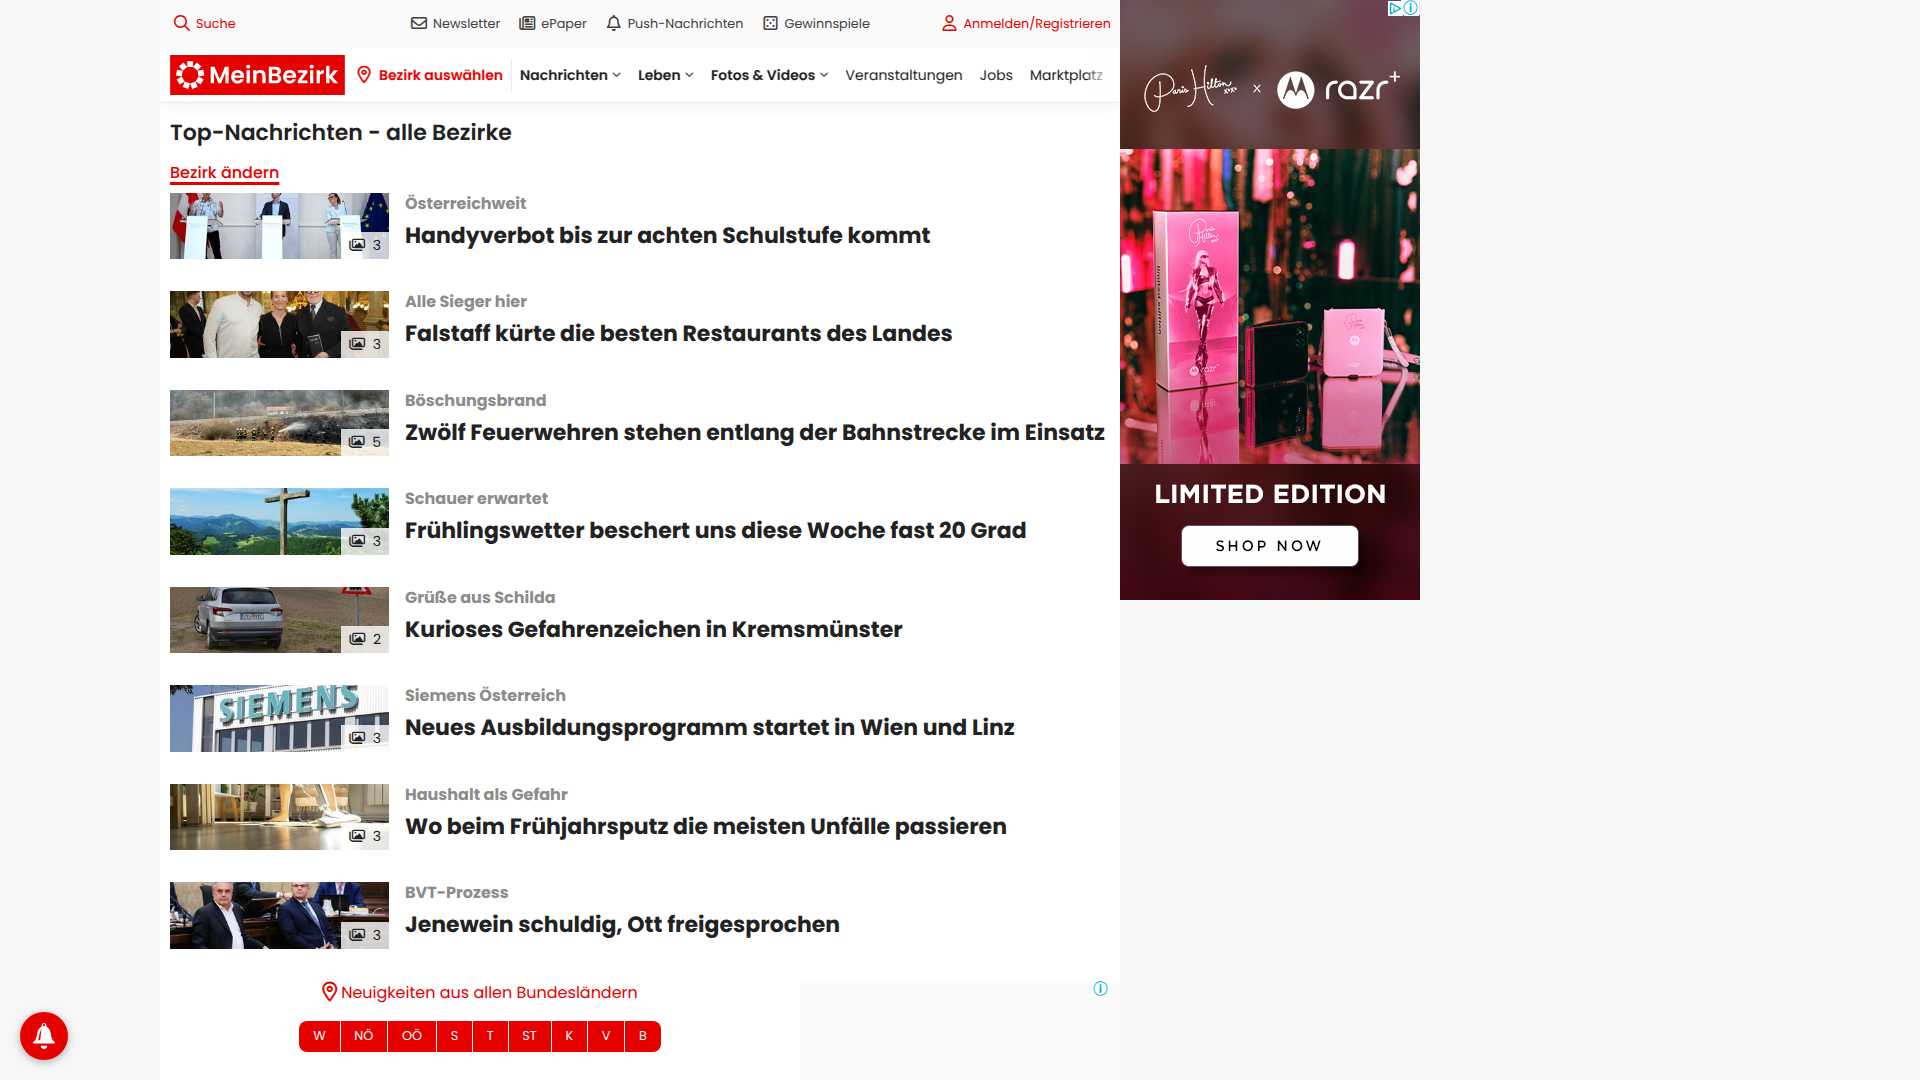 Suche
Newsletter
ePaper
Push-Nachrichten
Gewinnspiele
Anmelden/Registrieren
MeinBezirk
Bezirk auswählen
Nachrichten
Leben
Fotos & Videos
Veranstaltungen
Jobs
Marktplatz
Top-Nachrichten - alle Bezirke
Bezirk ändern
3
Österreichweit
Handyverbot bis zur achten Schulstufe kommt
3
Alle Sieger hier
Falstaff kürte die besten Restaurants des Landes
5
Böschungsbrand
Zwölf Feuerwehren stehen entlang der Bahnstrecke im Einsatz
3
Schauer erwartet
Frühlingswetter beschert uns diese Woche fast 20 Grad
2
Grüße aus Schilda
Kurioses Gefahrenzeichen in Kremsmünster
SIEMENS
3
Siemens Österreich
Neues Ausbildungsprogramm startet in Wien und Linz
3
Haushalt als Gefahr
Wo beim Frühjahrsputz die meisten Unfälle passieren
3
BVT-Prozess
Jenewein schuldig, Ott freigesprochen
Neuigkeiten aus allen Bundesländern
W NÖ OÖ S T ST K V B
Paris Hilton x razr+
LIMITED EDITION
SHOP NOW